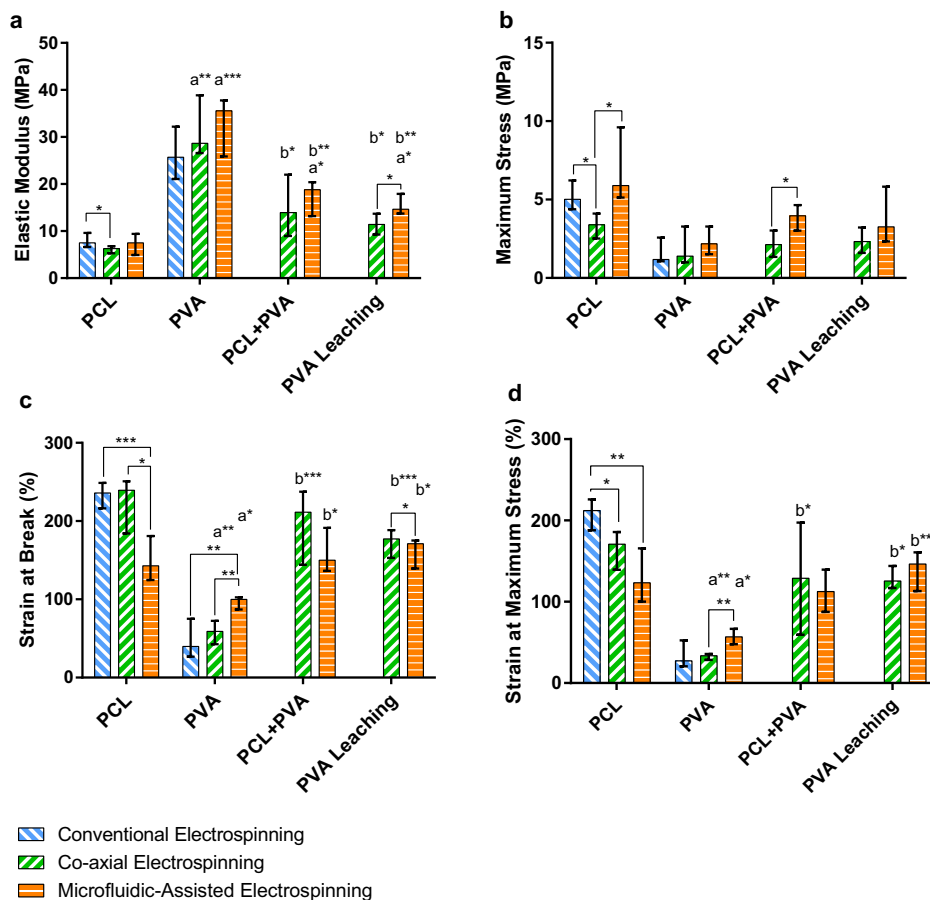 a
Elastic Modulus (MPa)
50
40
30
20
10
0
*
a** a***
b*
b**
a*
b*
b**
a*
*
PCL
PVA
PCL+PVA
PVA Leaching
b
Maximum Stress (MPa)
15
10
5
0
*
*
*
PCL
PVA
PCL+PVA
PVA Leaching
c
Strain at Break (%)
300
200
100
0
***
*
a**
a*
**
**
b***
b*
b***
b*
*
PCL
PVA
PCL+PVA
PVA Leaching
d
Strain at Maximum Stress (%)
300
200
100
0
**
*
a**
a*
**
b*
b*
b**
PCL
PVA
PCL+PVA
PVA Leaching
Conventional Electrospinning
Co-axial Electrospinning
Microfluidic-Assisted Electrospinning